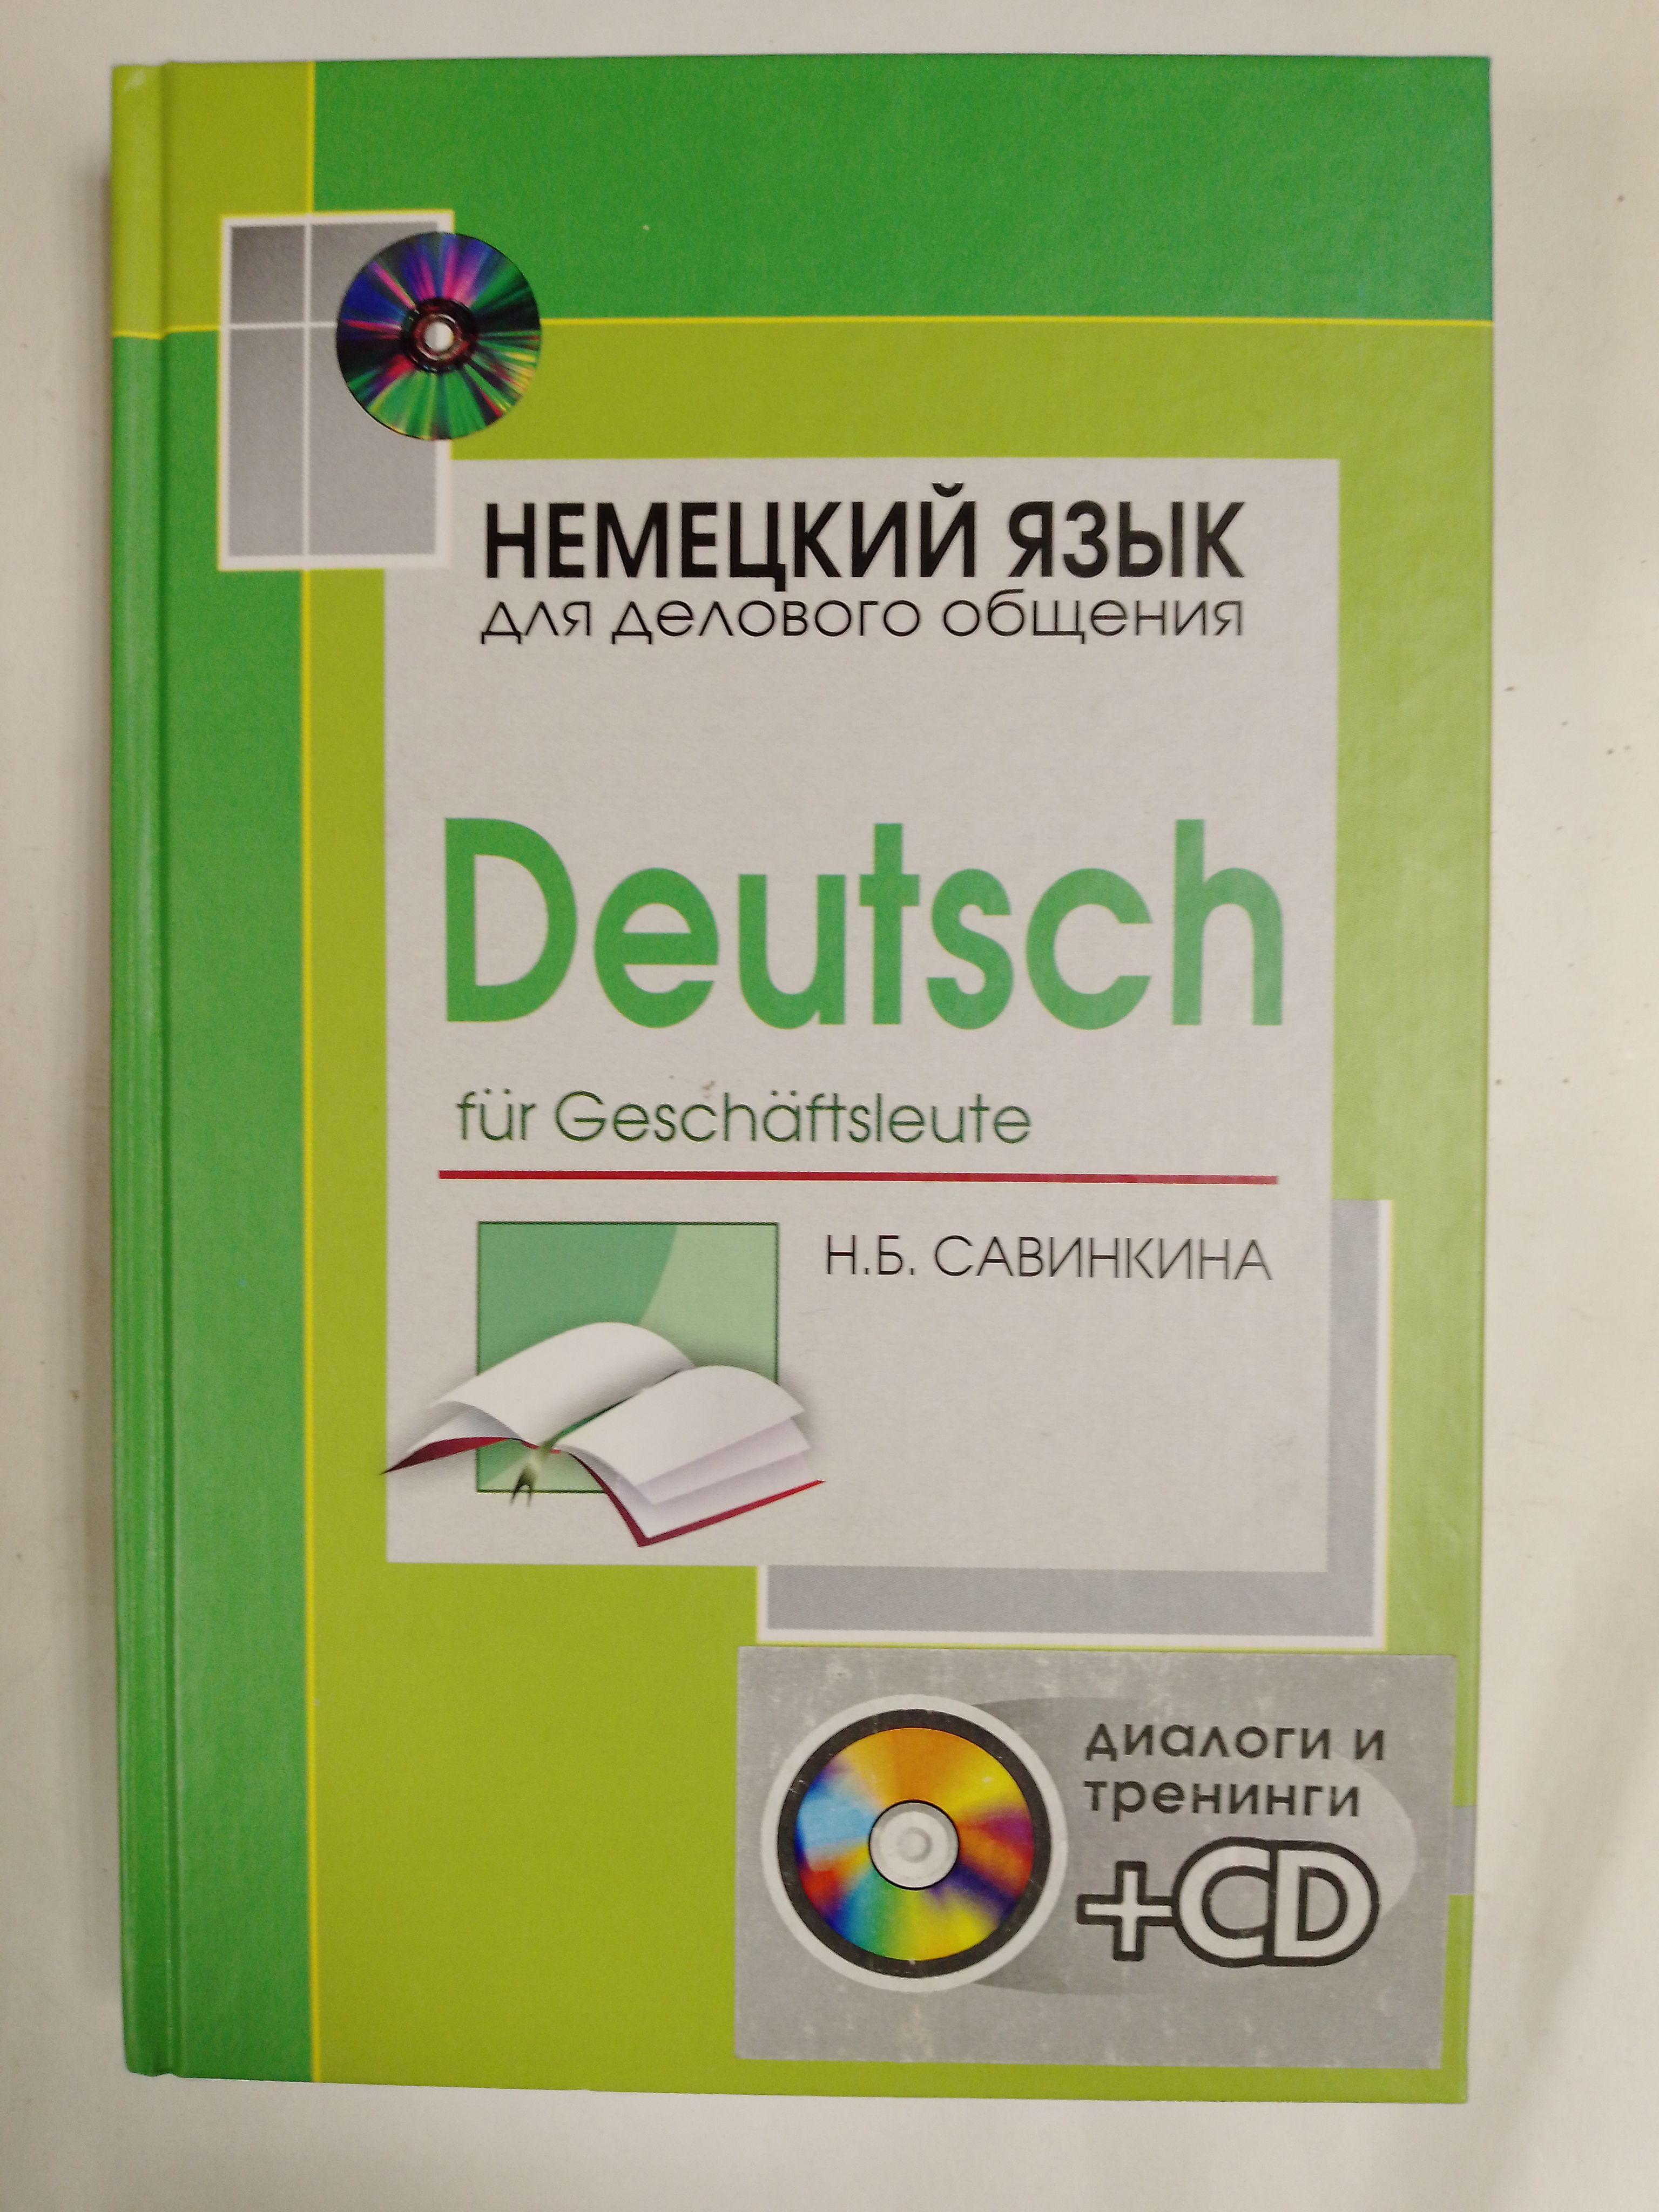 НЕМЕЦКИЙ ЯЗЫК
для делового общения
Deutsch
für Geschäftsleute
Н.Б. САВИНКИНА
диалоги и
тренинги
+CD